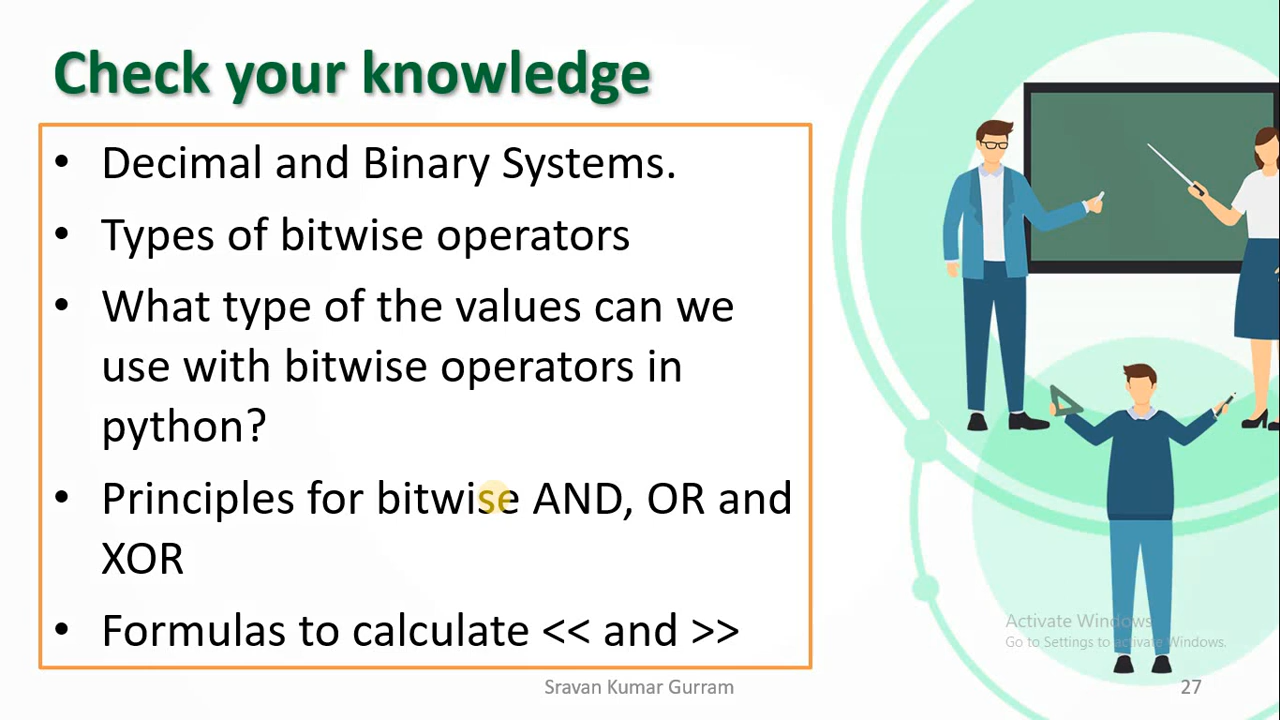 Check your knowledge
• Decimal and Binary Systems.
• Types of bitwise operators
• What type of the values can we
use with bitwise operators in
python?
• Principles for bitwise AND, OR and
XOR
• Formulas to calculate << and >>
Activate Windows
Go to Settings to activate Windows.
Sravan Kumar Gurram
27